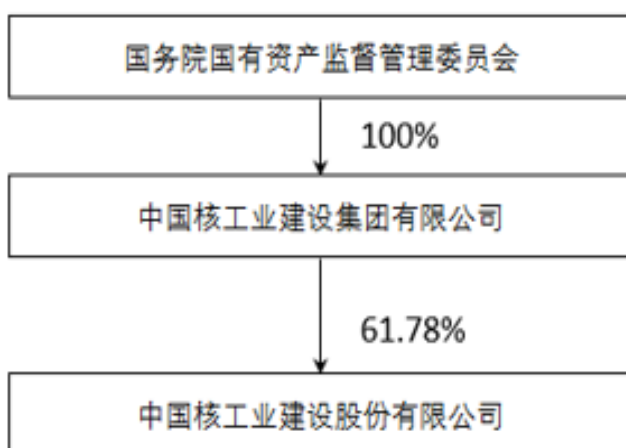 国务院国有资产监督管理委员会
100%
中国核工业建设集团有限公司
61.78%
中国核工业建设股份有限公司